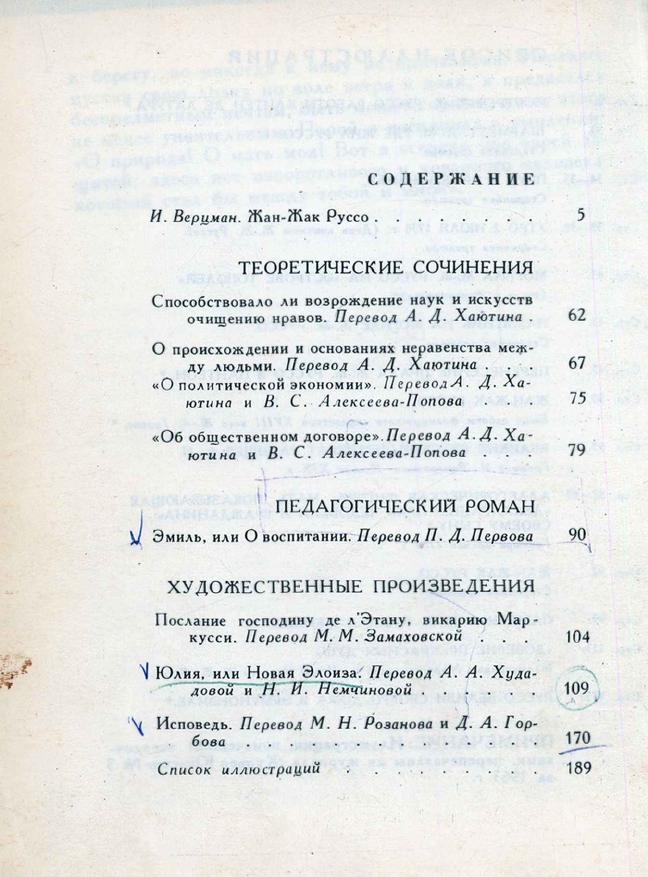 СОДЕРЖАНИЕ
И. Верцман. Жан-Жак Руссо . . . . . . . . 5
ТЕОРЕТИЧЕСКИЕ СОЧИНЕНИЯ
Способствовало ли возрождение наук и искусств
очищению нравов. Перевод А. Д. Хаютина . 62
О происхождении и основаниях неравенства меж-
ду людьми. Перевод А. Д. Хаютина . . . 67
«О политической экономии». Перевод А. Д. Ха-
ютина и В. С. Алексеева-Попова . . . 75
«Об общественном договоре». Перевод А. Д. Ха-
ютина и В. С. Алексеева-Попова . . . 79
ПЕДАГОГИЧЕСКИЙ РОМАН
Эмиль, или О воспитании. Перевод П. Д. Первова 90
ХУДОЖЕСТВЕННЫЕ ПРОИЗВЕДЕНИЯ
Послание господину де л'Этану, викарию Мар-
кусси. Перевод М. М. Замаховской . . . 104
Юлия, или Новая Элоиза. Перевод А. А. Худа-
довой и Н. И. Немчиновой . . . . . 109
Исповедь. Перевод М. Н. Розанова и Д. А. Гор-
бова . . . . . . . . . . . 170
Список иллюстраций . . . . . . . . 189